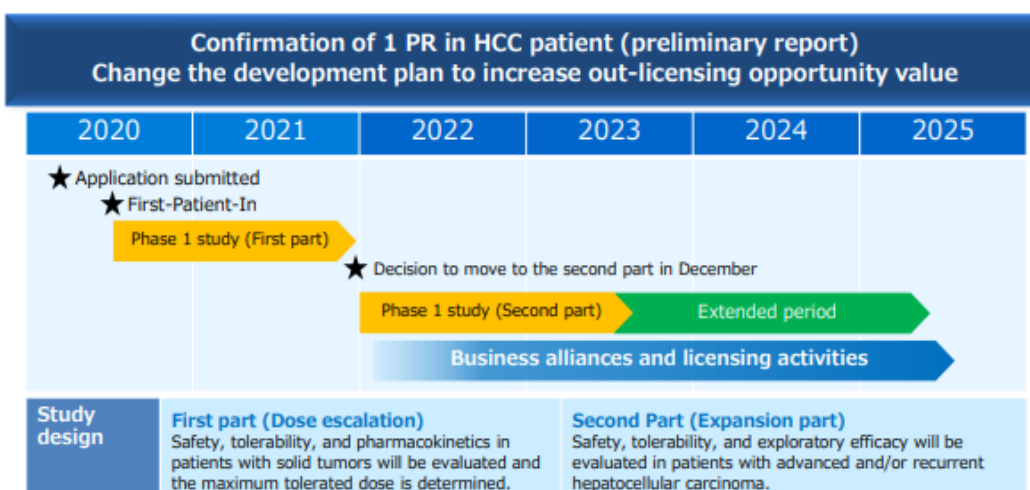 Confirmation of 1 PR in HCC patient (preliminary report)
Change the development plan to increase out-licensing opportunity value
2020 2021 2022 2023 2024 2025
★ Application submitted
★ First-Patient-In
Phase 1 study (First part)
★ Decision to move to the second part in December
Phase 1 study (Second part) Extended period
Business alliances and licensing activities
Study
design
First part (Dose escalation)
Safety, tolerability, and pharmacokinetics in
patients with solid tumors will be evaluated and
the maximum tolerated dose is determined.
Second Part (Expansion part)
Safety, tolerability, and exploratory efficacy will be
evaluated in patients with advanced and/or recurrent
hepatocellular carcinoma.